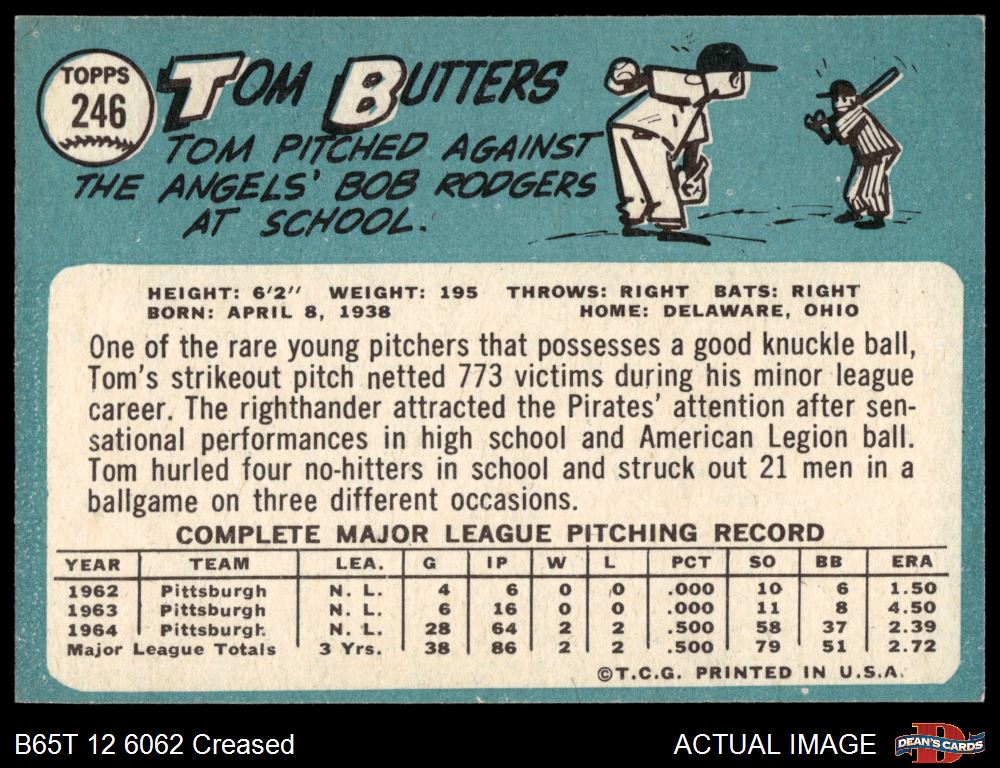 TOPPS
246
TOM BUTTERS
TOM PITCHED AGAINST
THE ANGELS' BOB RODGERS
AT SCHOOL.
HEIGHT: 6'2" WEIGHT: 195 THROWS: RIGHT BATS: RIGHT
BORN: APRIL 8, 1938 HOME: DELAWARE, OHIO
One of the rare young pitchers that possesses a good knuckle ball,
Tom's strikeout pitch netted 773 victims during his minor league
career. The righthander attracted the Pirates' attention after sen-
sational performances in high school and American Legion ball.
Tom hurled four no-hitters in school and struck out 21 men in a
ballgame on three different occasions.
COMPLETE MAJOR LEAGUE PITCHING RECORD
YEAR TEAM LEA. G IP W L PCT SO BB ERA
1962 Pittsburgh N. L. 4 6 0 0 .000 10 6 1.50
1963 Pittsburgh N. L. 6 16 0 0 .000 11 8 4.50
1964 Pittsburgh N. L. 28 64 2 2 .500 58 37 2.39
Major League Totals 3 Yrs. 38 86 2 2 .500 79 51 2.72
©T.C.G. PRINTED IN U.S.A.
B65T 12 6062 Creased
ACTUAL IMAGE
D
DEAN'S CARDS